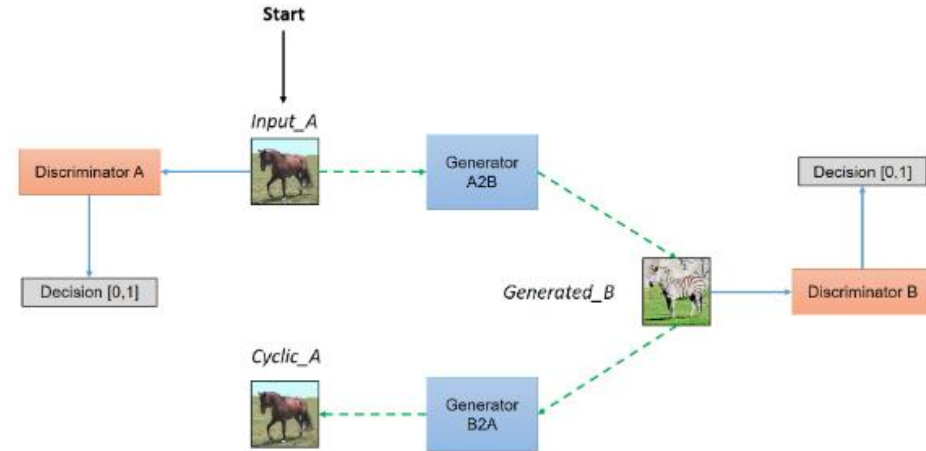 Start
Input_A
Discriminator A
Generator
A2B
Decision [0,1]
Decision [0,1]
Generated_B
Discriminator B
Cyclic_A
Generator
B2A